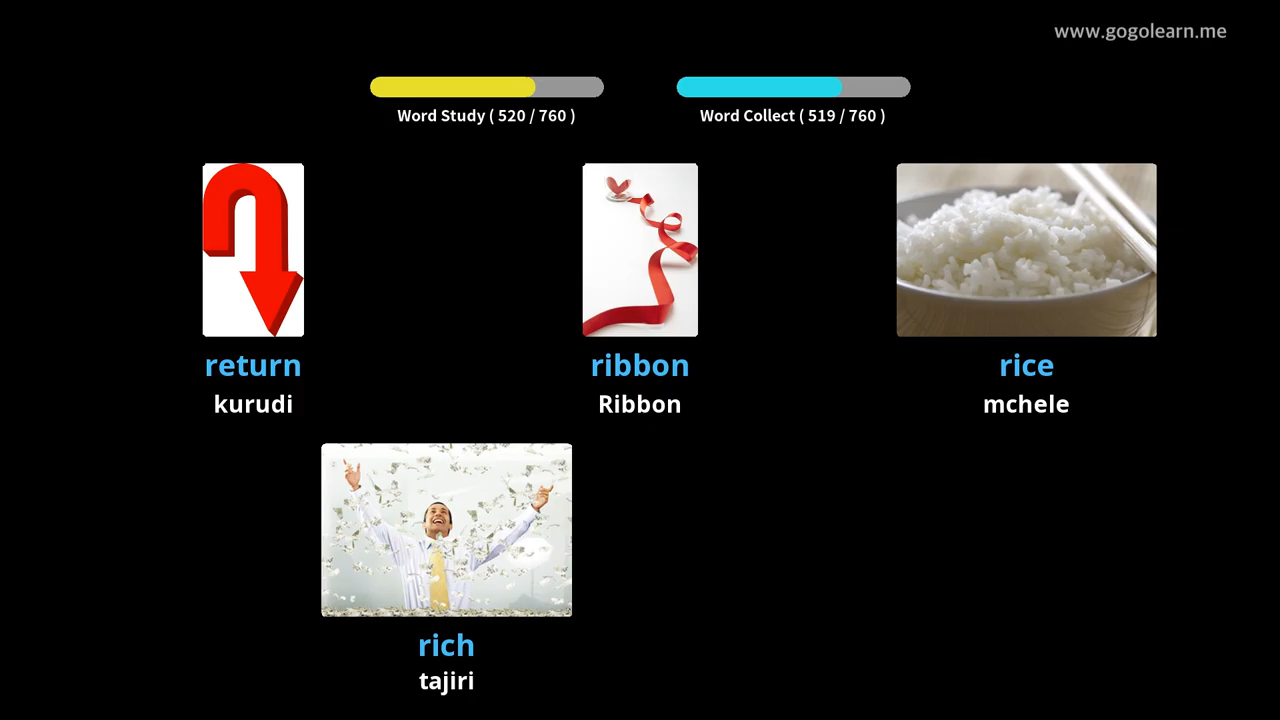 www.gogolearn.me
Word Study ( 520 / 760 )
Word Collect ( 519 / 760 )
return
kurudi
ribbon
Ribbon
rice
mchele
rich
tajiri